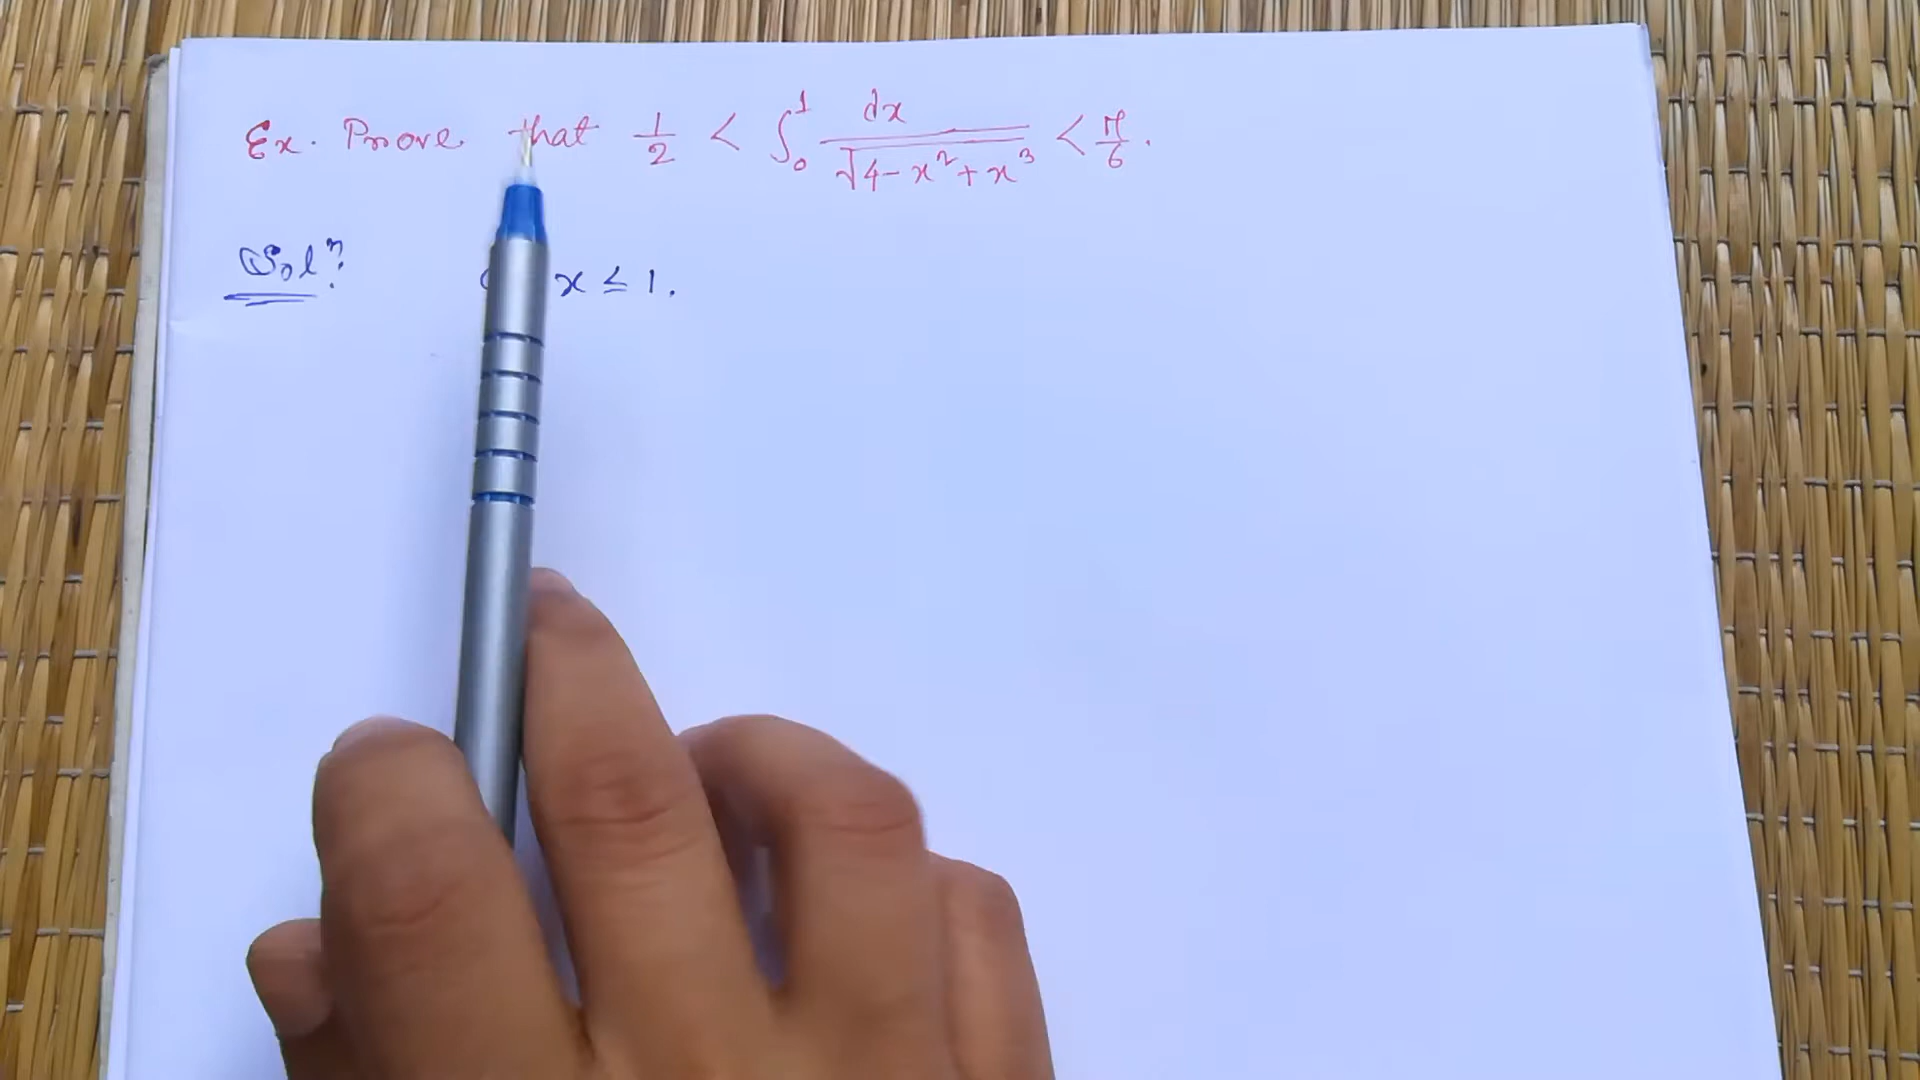 Ex. Prove that 1/2 < ∫₀¹ dx/√(4-x²+x³) < π/6.
Solⁿ: x ≤ 1.